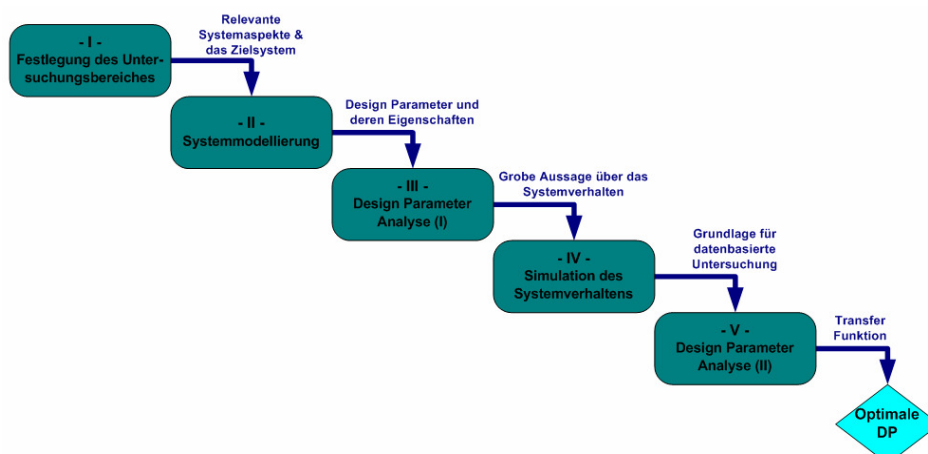 - I -
Festlegung des Unter-
suchungsbereiches
Relevante
Systemaspekte &
das Zielsystem
- II -
Systemmodellierung
Design Parameter und
deren Eigenschaften
- III -
Design Parameter
Analyse (I)
Grobe Aussage über das
Systemverhalten
- IV -
Simulation des
Systemverhaltens
Grundlage für
datenbasierte
Untersuchung
- V -
Design Parameter
Analyse (II)
Transfer
Funktion
Optimale
DP